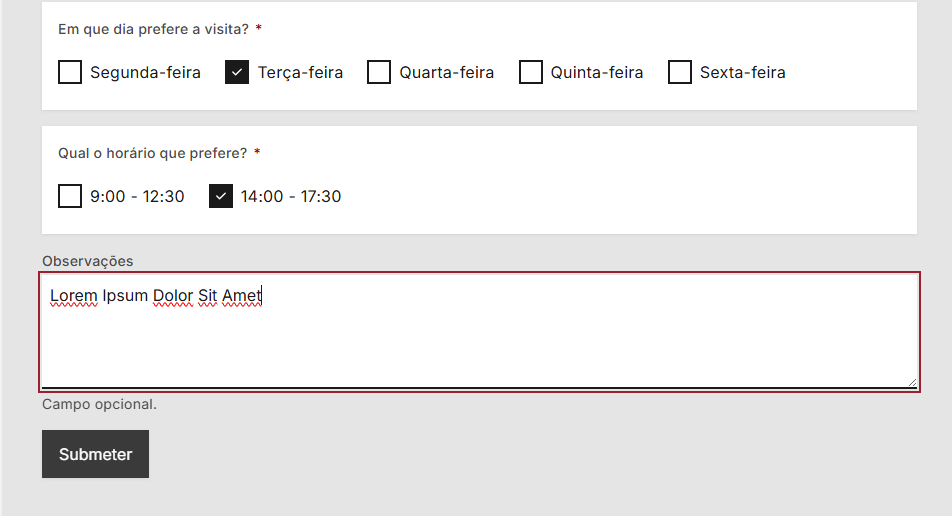 Em que dia prefere a visita? *
Segunda-feira Terça-feira Quarta-feira Quinta-feira Sexta-feira
Qual o horário que prefere? *
9:00 - 12:30 14:00 - 17:30
Observações
Lorem Ipsum Dolor Sit Amet
Campo opcional.
Submeter